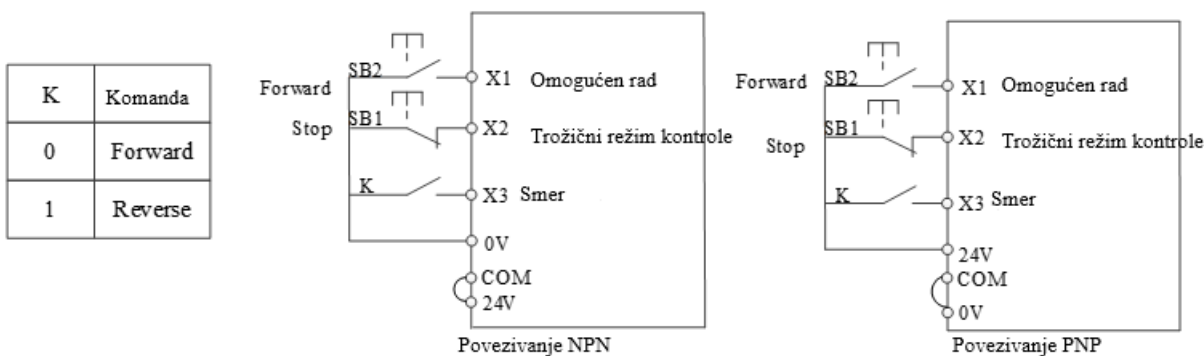 K Komanda
0 Forward
1 Reverse
Forward SB2 X1 Omogućen rad
Stop SB1 X2 Trožični režim kontrole
K X3 Smer
0V
COM
24V
Povezivanje NPN
Forward SB2 X1 Omogućen rad
Stop SB1 X2 Trožični režim kontrole
K X3 Smer
24V
COM
0V
Povezivanje PNP